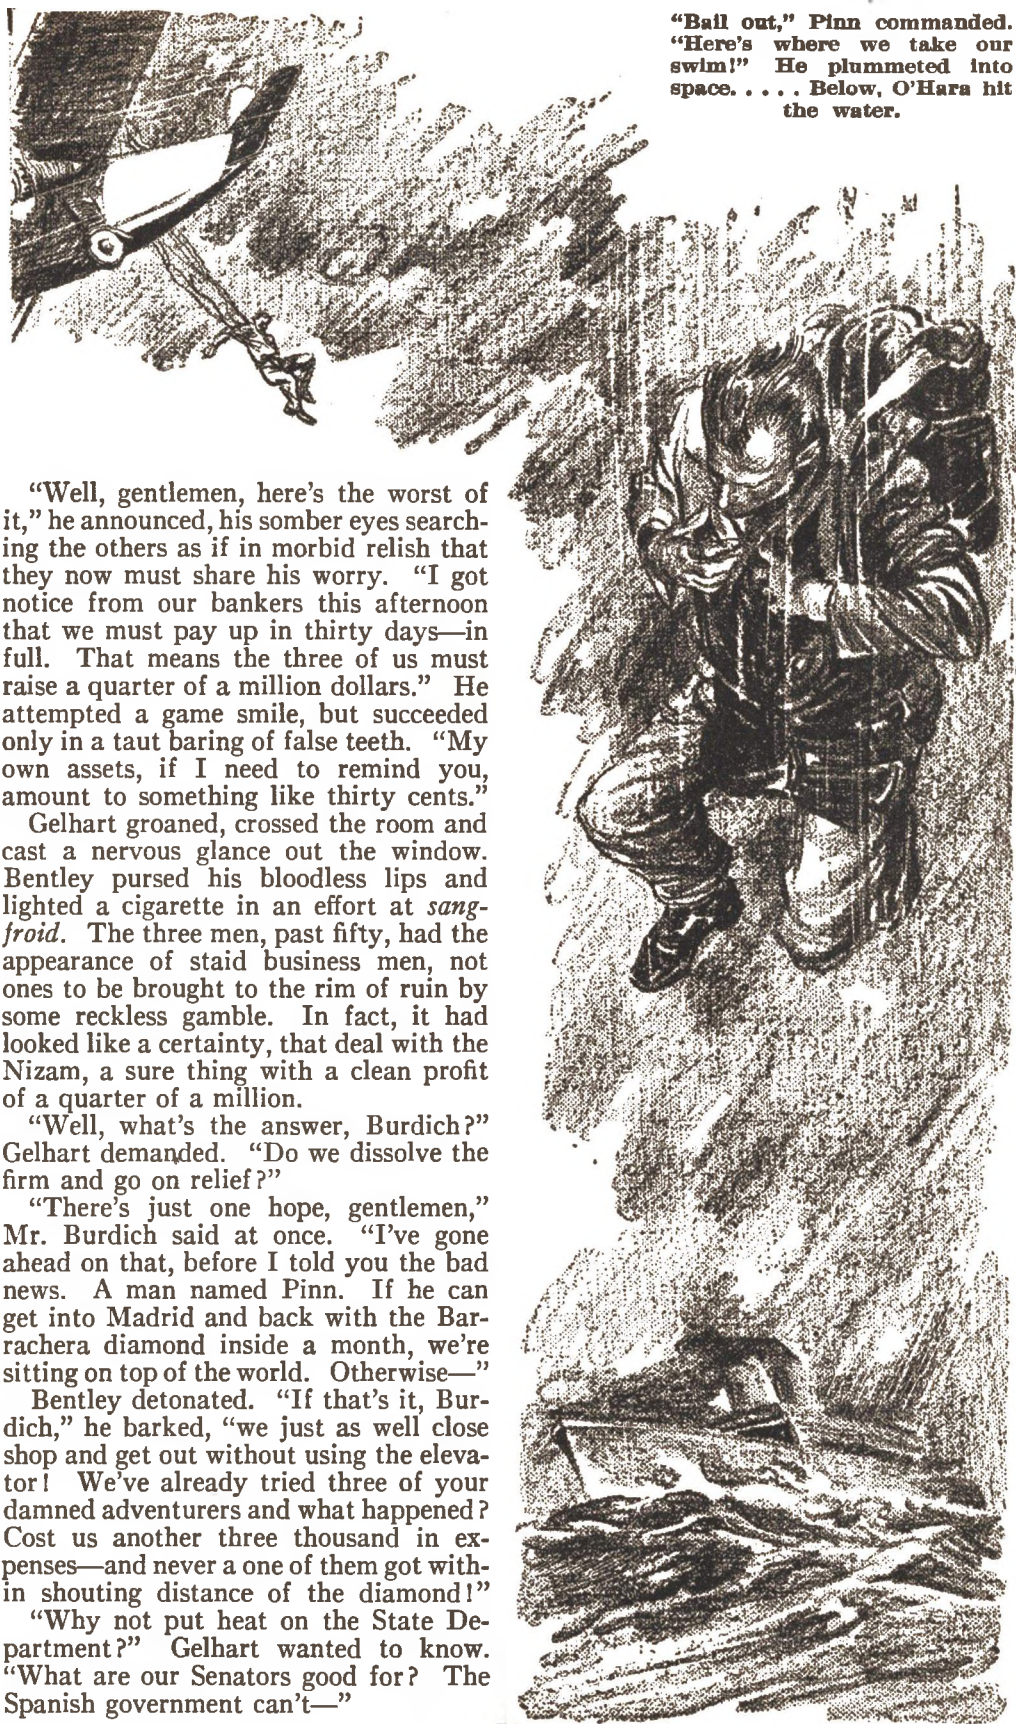 “Bail out,” Pinn commanded.
“Here’s where we take our
swim!” He plummeted into
space. . . . . Below, O’Hara hit
the water.
“Well, gentlemen, here’s the worst of
it,” he announced, his somber eyes search-
ing the others as if in morbid relish that
they now must share his worry. “I got
notice from our bankers this afternoon
that we must pay up in thirty days—in
full. That means the three of us must
raise a quarter of a million dollars.” He
attempted a game smile, but succeeded
only in a taut baring of false teeth. “My
own assets, if I need to remind you,
amount to something like thirty cents.”
Gelhart groaned, crossed the room and
cast a nervous glance out the window.
Bentley pursed his bloodless lips and
lighted a cigarette in an effort at sang-
froid. The three men, past fifty, had the
appearance of staid business men, not
ones to be brought to the rim of ruin by
some reckless gamble. In fact, it had
looked like a certainty, that deal with the
Nizam, a sure thing with a clean profit
of a quarter of a million.
“Well, what’s the answer, Burdich?”
Gelhart demanded. “Do we dissolve the
firm and go on relief?”
“There’s just one hope, gentlemen,”
Mr. Burdich said at once. “I’ve gone
ahead on that, before I told you the bad
news. A man named Pinn. If he can
get into Madrid and back with the Bar-
rachera diamond inside a month, we’re
sitting on top of the world. Otherwise—”
Bentley detonated. “If that’s it, Bur-
dich,” he barked, “we just as well close
shop and get out without using the eleva-
tor! We’ve already tried three of your
damned adventurers and what happened?
Cost us another three thousand in ex-
penses—and never a one of them got with-
in shouting distance of the diamond!”
“Why not put heat on the State De-
partment?” Gelhart wanted to know.
“What are our Senators good for? The
Spanish government can’t—”